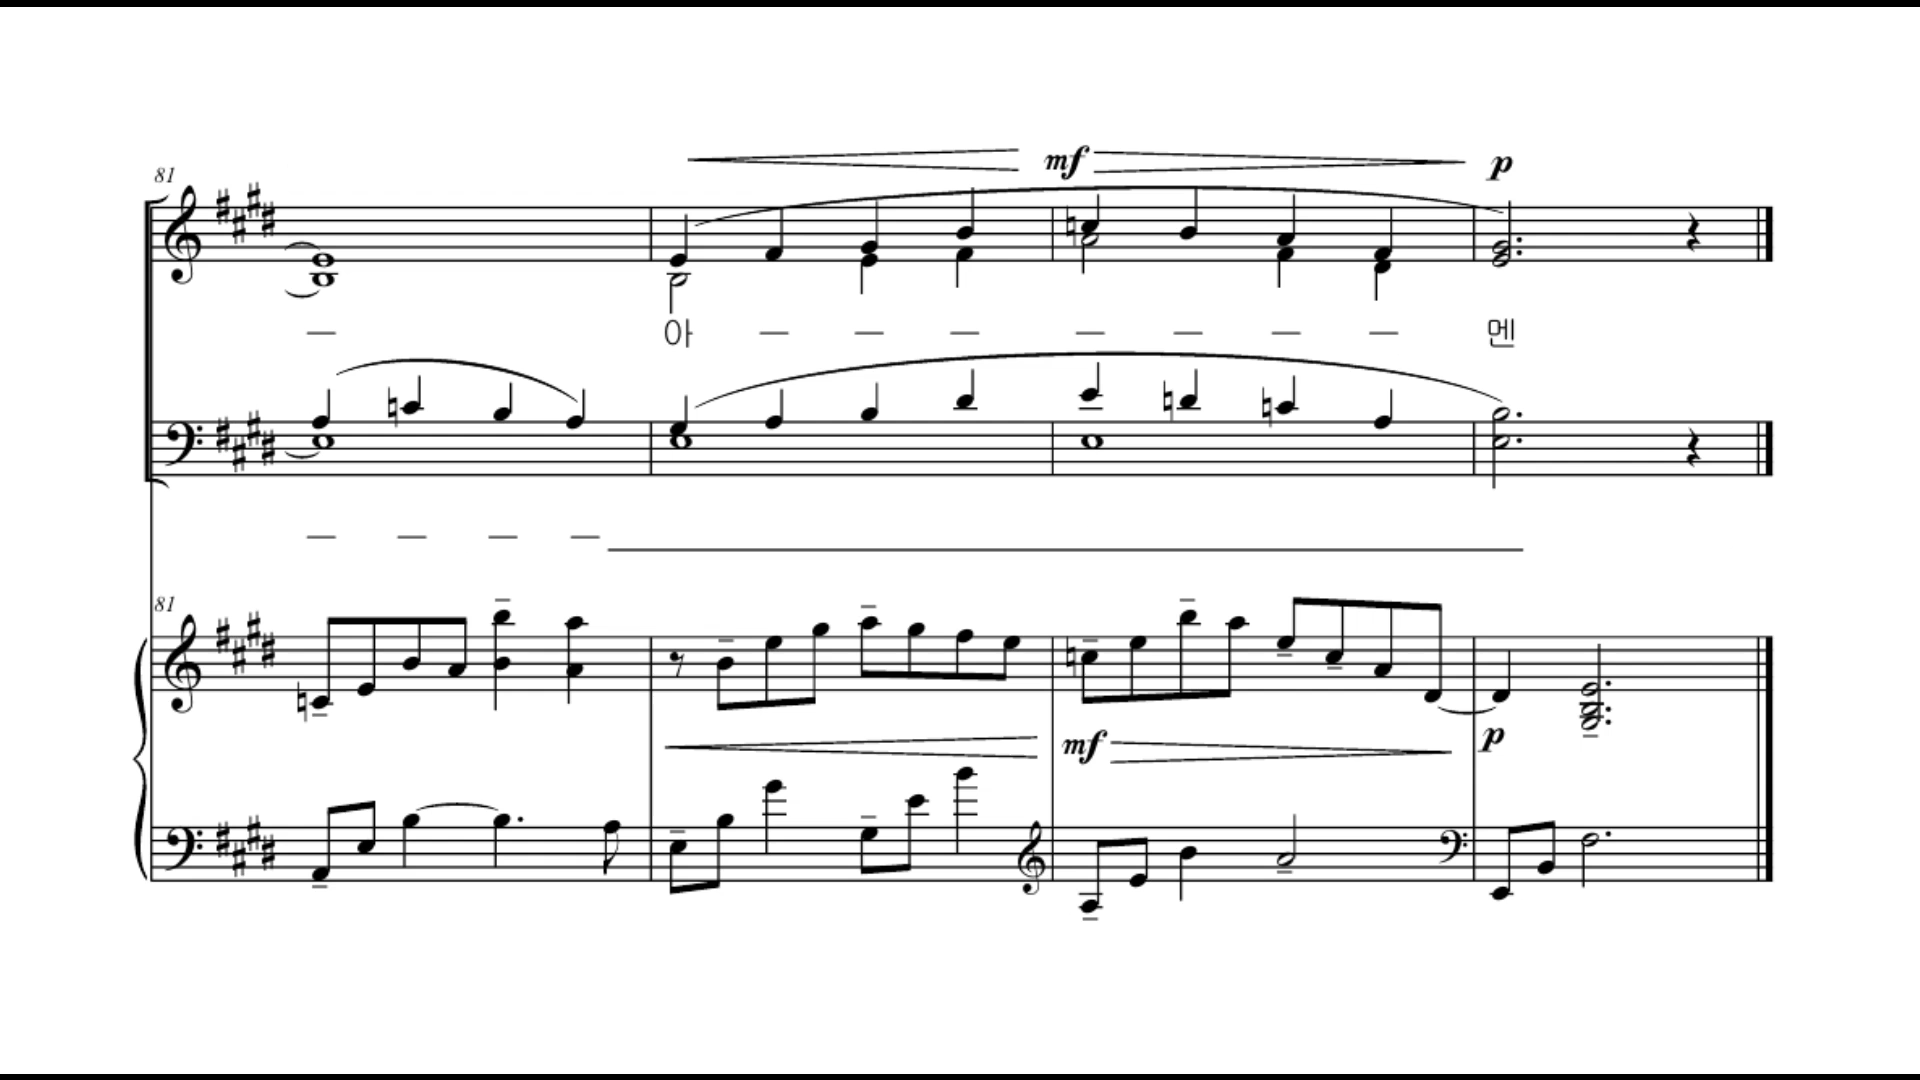 81
mf p
아 — — — — — — — 멘
81
mf p